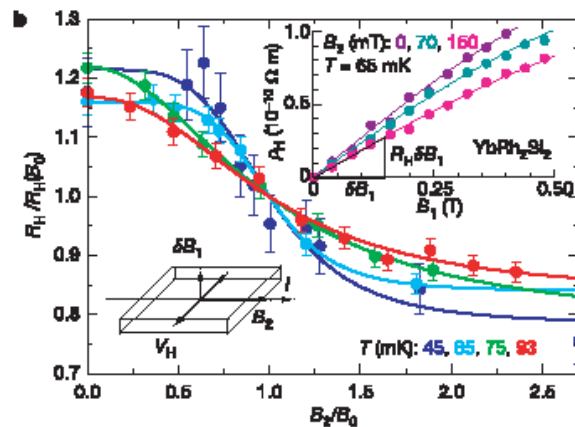 b
R_H/R_H(B_0)
1.3
1.2
1.1
1.0
0.9
0.8
0.7
0.0
0.5
1.0
1.5
2.0
2.5
B_2/B_0
δB_1
I
B_2
V_H
T (mK): 45, 65, 75, 93
ρ_H (10^-10 Ω m)
1.0
0.5
0.0
B_2 (mT): 0, 70, 160
T = 65 mK
R_H δB_1
YbRh_2Si_2
0
δB_1
0.25
0.50
B_1 (T)